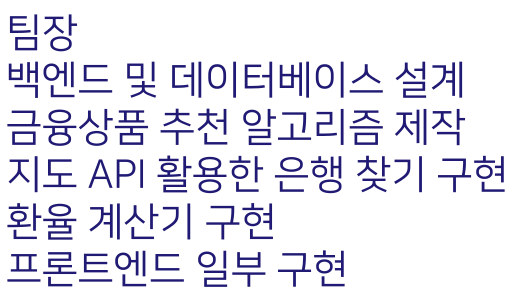 팀장
백엔드 및 데이터베이스 설계
금융상품 추천 알고리즘 제작
지도 API 활용한 은행 찾기 구현
환율 계산기 구현
프론트엔드 일부 구현